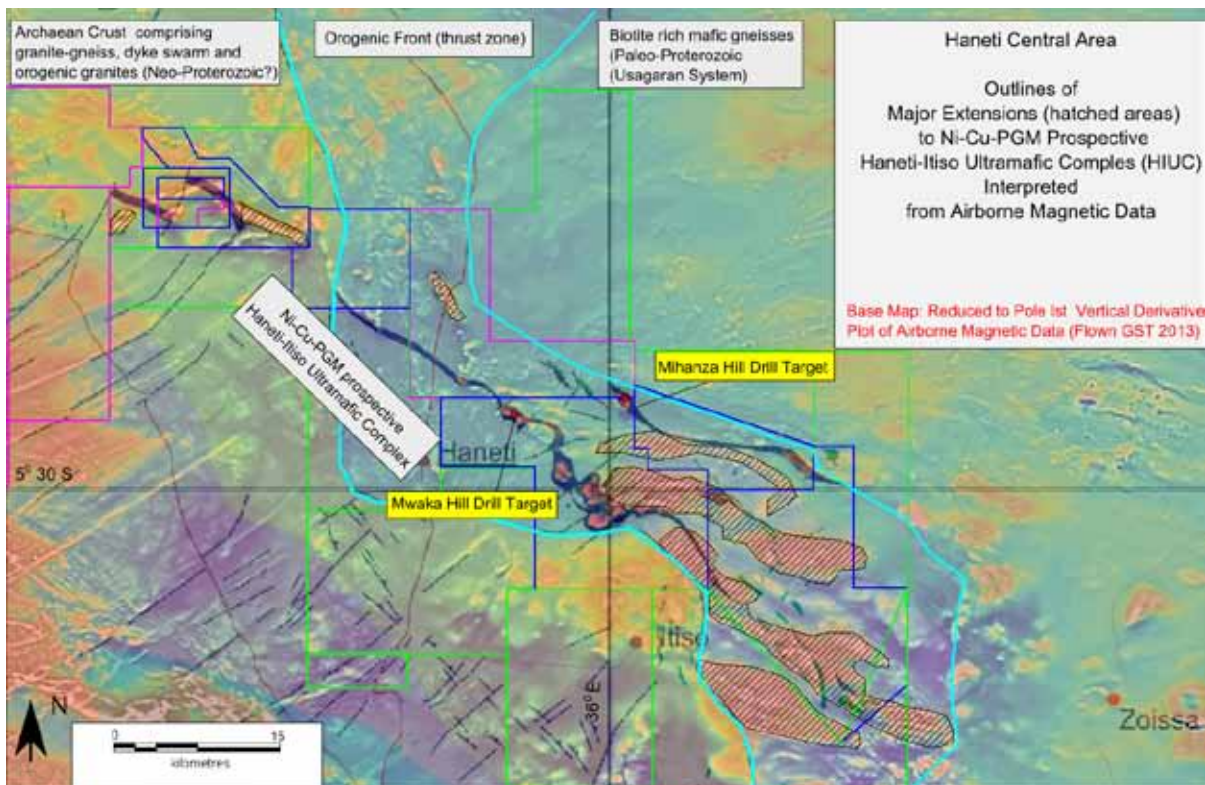 Archaean Crust comprising
granite-gneiss, dyke swarm and
orogenic granites (Neo-Proterozoic?)
Orogenic Front (thrust zone)
Biotite rich mafic gneisses
(Paleo-Proterozoic
(Usagaran System)
Haneti Central Area
Outlines of
Major Extensions (hatched areas)
to Ni-Cu-PGM Prospective
Haneti-Itiso Ultramafic Comples (HIUC)
Interpreted
from Airborne Magnetic Data
Base Map: Reduced to Pole Ist Vertical Derivative
Plot of Airborne Magnetic Data (Flown GST 2013)
Ni-Cu-PGM prospective
Haneti-Itiso Ultramafic Complex
Mihanza Hill Drill Target
Haneti
5° 30 S
Mwaka Hill Drill Target
Itiso
36° E
Zoissa
N
0 15
kilometres